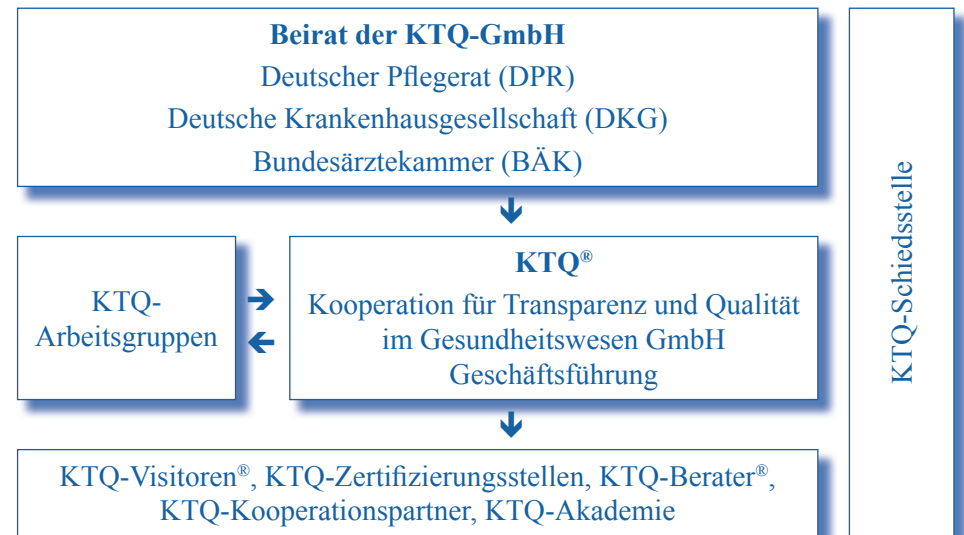 Beirat der KTQ-GmbH
Deutscher Pflegerat (DPR)
Deutsche Krankenhausgesellschaft (DKG)
Bundesärztekammer (BÄK)
KTQ-
Arbeitsgruppen
KTQ®
Kooperation für Transparenz und Qualität
im Gesundheitswesen GmbH
Geschäftsführung
KTQ-Visitoren®, KTQ-Zertifizierungsstellen, KTQ-Berater®,
KTQ-Kooperationspartner, KTQ-Akademie
KTQ-Schiedsstelle